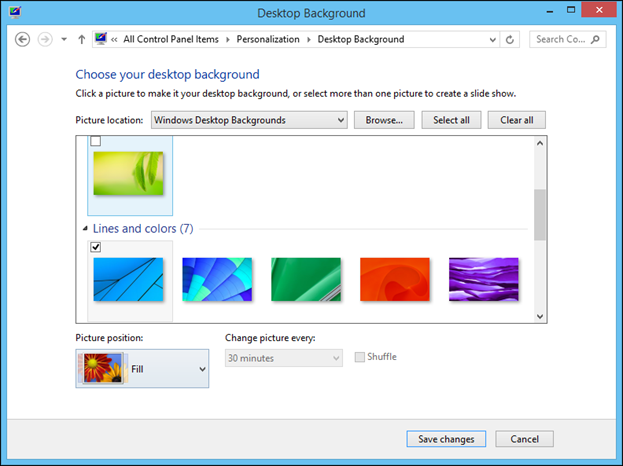 Desktop Background
« All Control Panel Items Personalization Desktop Background
Search Co...
Choose your desktop background
Click a picture to make it your desktop background, or select more than one picture to create a slide show.
Picture location: Windows Desktop Backgrounds Browse... Select all Clear all
Lines and colors (7)
Picture position: Change picture every:
Fill 30 minutes Shuffle
Save changes Cancel